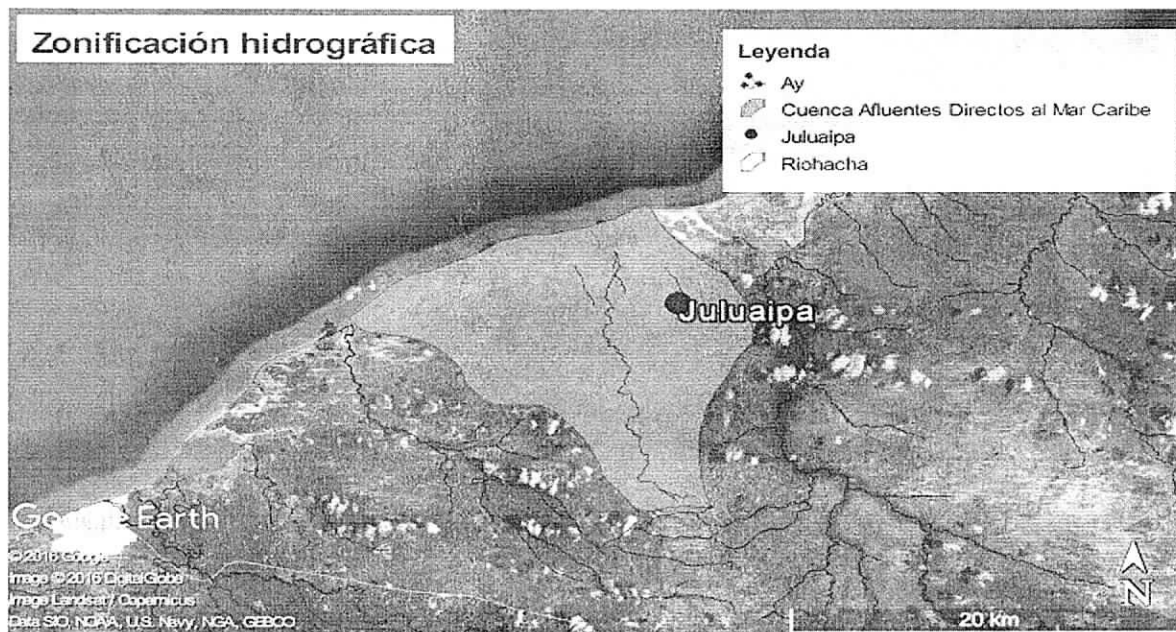 Zonificación hidrográfica
Leyenda
Ay
Cuenca Afluentes Directos al Mar Caribe
Juluaipa
Riohacha
Juluaipa
Google Earth
© 2016 Google
Image © 2016 DigitalGlobe
Image Landsat / Copernicus
Data SIO, NOAA, U.S. Navy, NGA, GEBCO
N
20 km